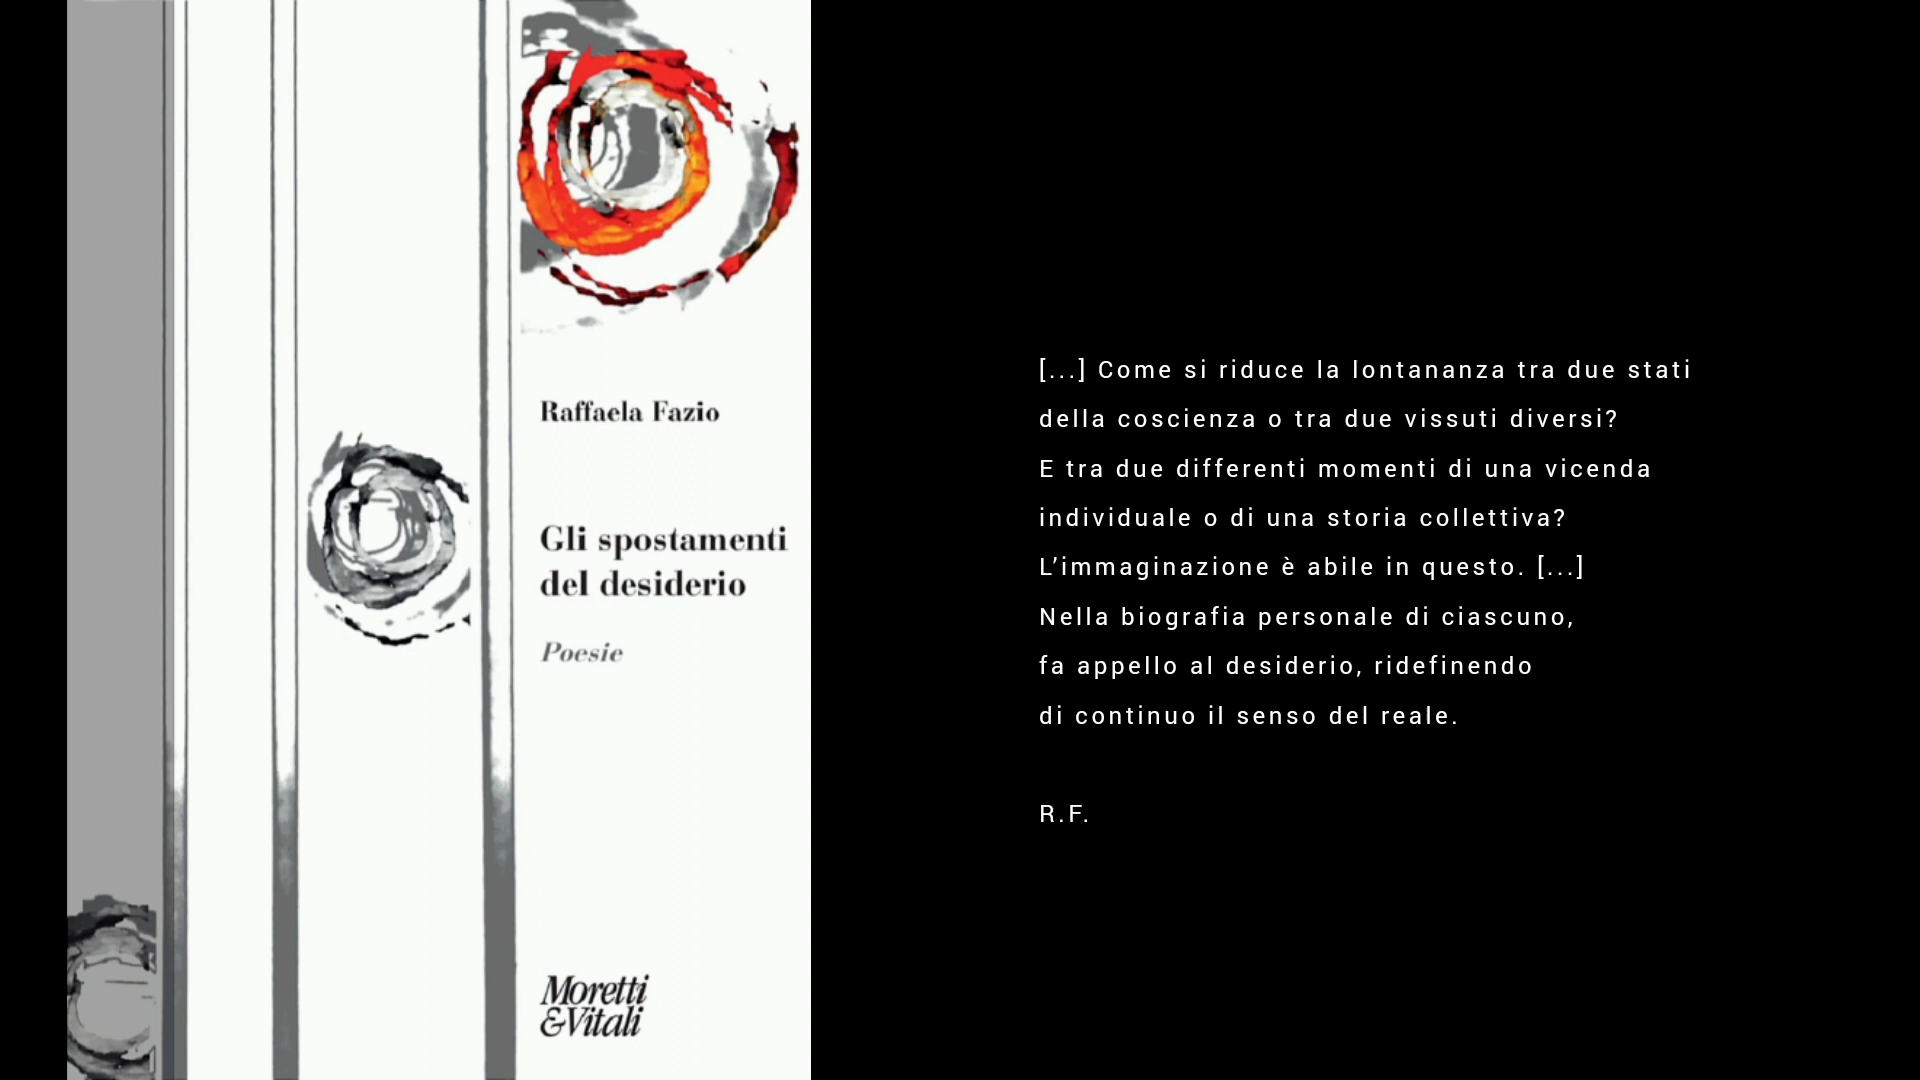 Raffaela Fazio
Gli spostamenti
del desiderio
Poesie
Moretti
&Vitali
[...] Come si riduce la lontananza tra due stati
della coscienza o tra due vissuti diversi?
E tra due differenti momenti di una vicenda
individuale o di una storia collettiva?
L’immaginazione è abile in questo. [...]
Nella biografia personale di ciascuno,
fa appello al desiderio, ridefinendo
di continuo il senso del reale.
R.F.